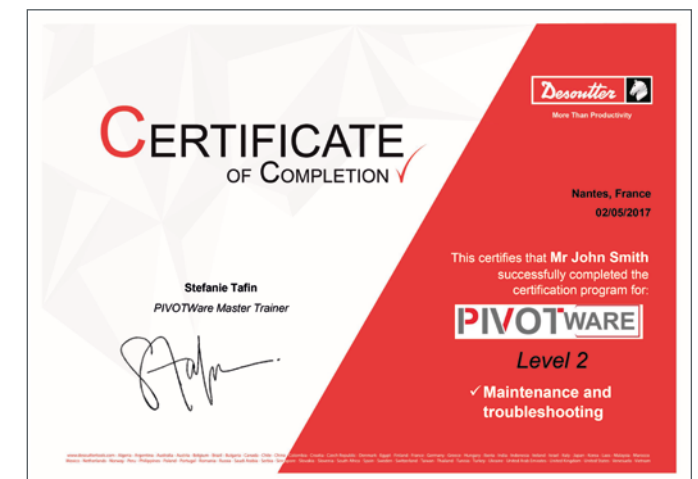 Desoutter
More Than Productivity
CERTIFICATE
OF COMPLETION
Nantes, France
02/05/2017
This certifies that Mr John Smith
successfully completed the
certification program for:
Stefanie Tafin
PIVOTWare Master Trainer
PIVOTWARE
Level 2
✓ Maintenance and
troubleshooting